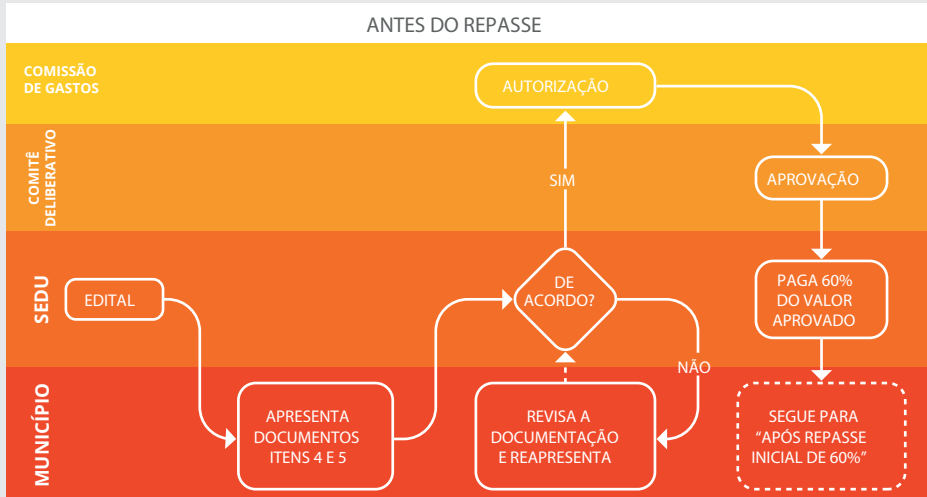 ANTES DO REPASSE
COMISSÃO
DE GASTOS
AUTORIZAÇÃO
COMITÊ
DELIBERATIVO
SIM
APROVAÇÃO
SEDU
EDITAL
DE
ACORDO?
PAGA 60%
DO VALOR
APROVADO
NÃO
MUNICÍPIO
APRESENTA
DOCUMENTOS
ITENS 4 E 5
REVISA A
DOCUMENTAÇÃO
E REAPRESENTA
SEGUE PARA
“APÓS REPASSE
INICIAL DE 60%”